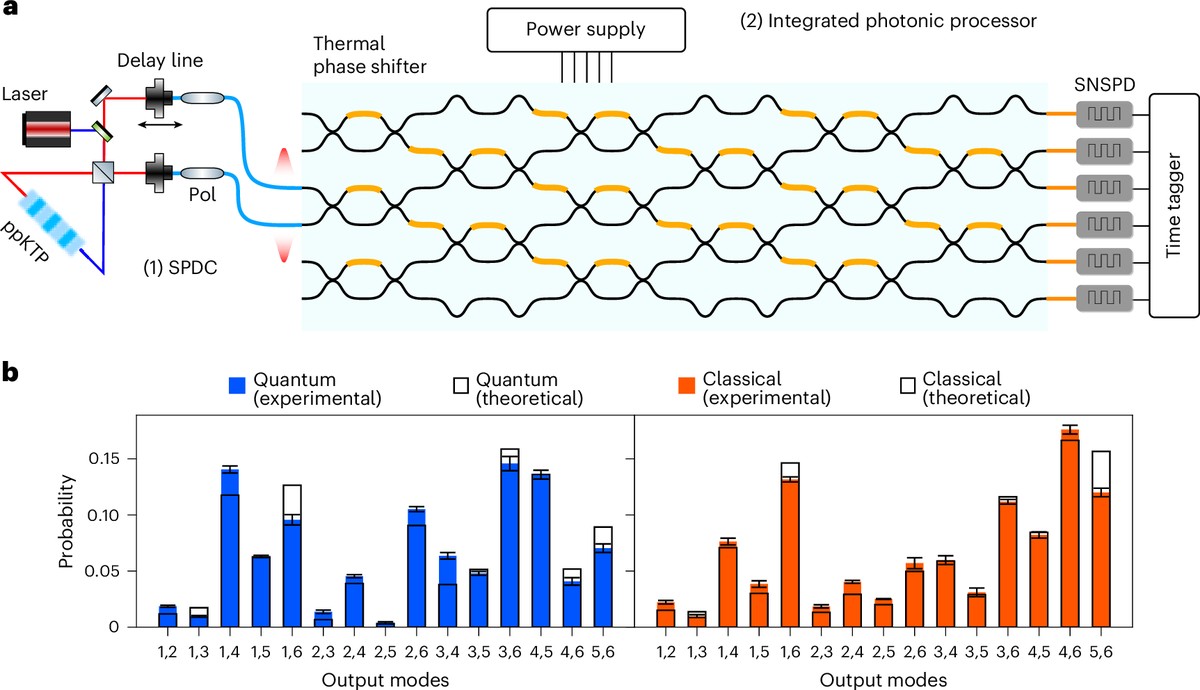 a
Power supply
(2) Integrated photonic processor
Thermal
phase shifter
Delay line
Laser
SNSPD
Pol
ppKTP
(1) SPDC
Time tagger
b
Quantum
(experimental)
Quantum
(theoretical)
Classical
(experimental)
Classical
(theoretical)
Probability
0.15
0.10
0.05
0
1,2 1,3 1,4 1,5 1,6 2,3 2,4 2,5 2,6 3,4 3,5 3,6 4,5 4,6 5,6
1,2 1,3 1,4 1,5 1,6 2,3 2,4 2,5 2,6 3,4 3,5 3,6 4,5 4,6 5,6
Output modes
Output modes